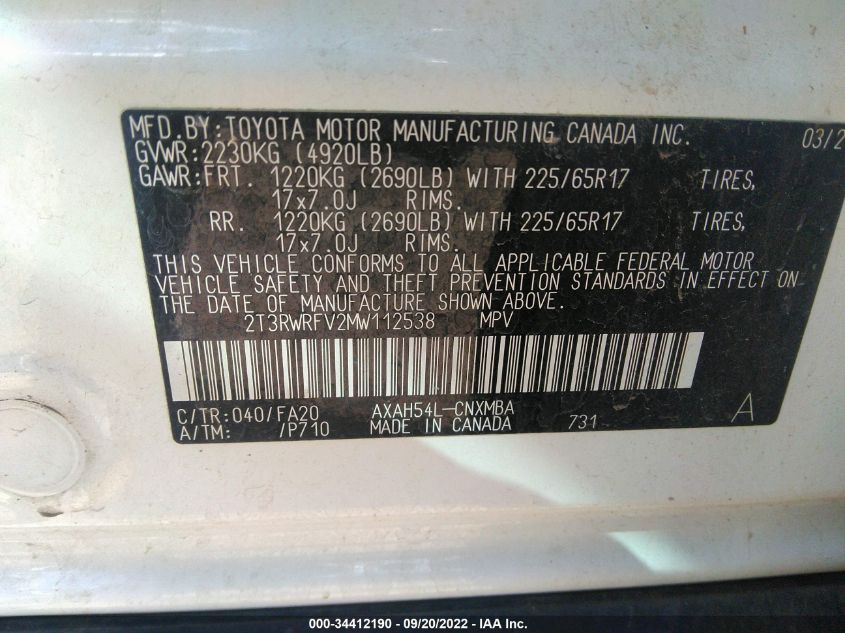 MFD.BY:TOYOTA MOTOR MANUFACTURING CANADA INC. 03/2
GVWR:2230KG (4920LB)
GAWR:FRT. 1220KG (2690LB) WITH 225/65R17 TIRES,
17x7.0J RIMS.
RR. 1220KG (2690LB) WITH 225/65R17 TIRES,
17x7.0J RIMS.
THIS VEHICLE CONFORMS TO ALL APPLICABLE FEDERAL MOTOR
VEHICLE SAFETY AND THEFT PREVENTION STANDARDS IN EFFECT ON
THE DATE OF MANUFACTURE SHOWN ABOVE.
2T3RWRFV2MW112538 MPV
C/TR:040/FA20 AXAH54L-CNXMBA
A/TM: /P710 MADE IN CANADA 731 A
000-34412190 - 09/20/2022 - IAA Inc.